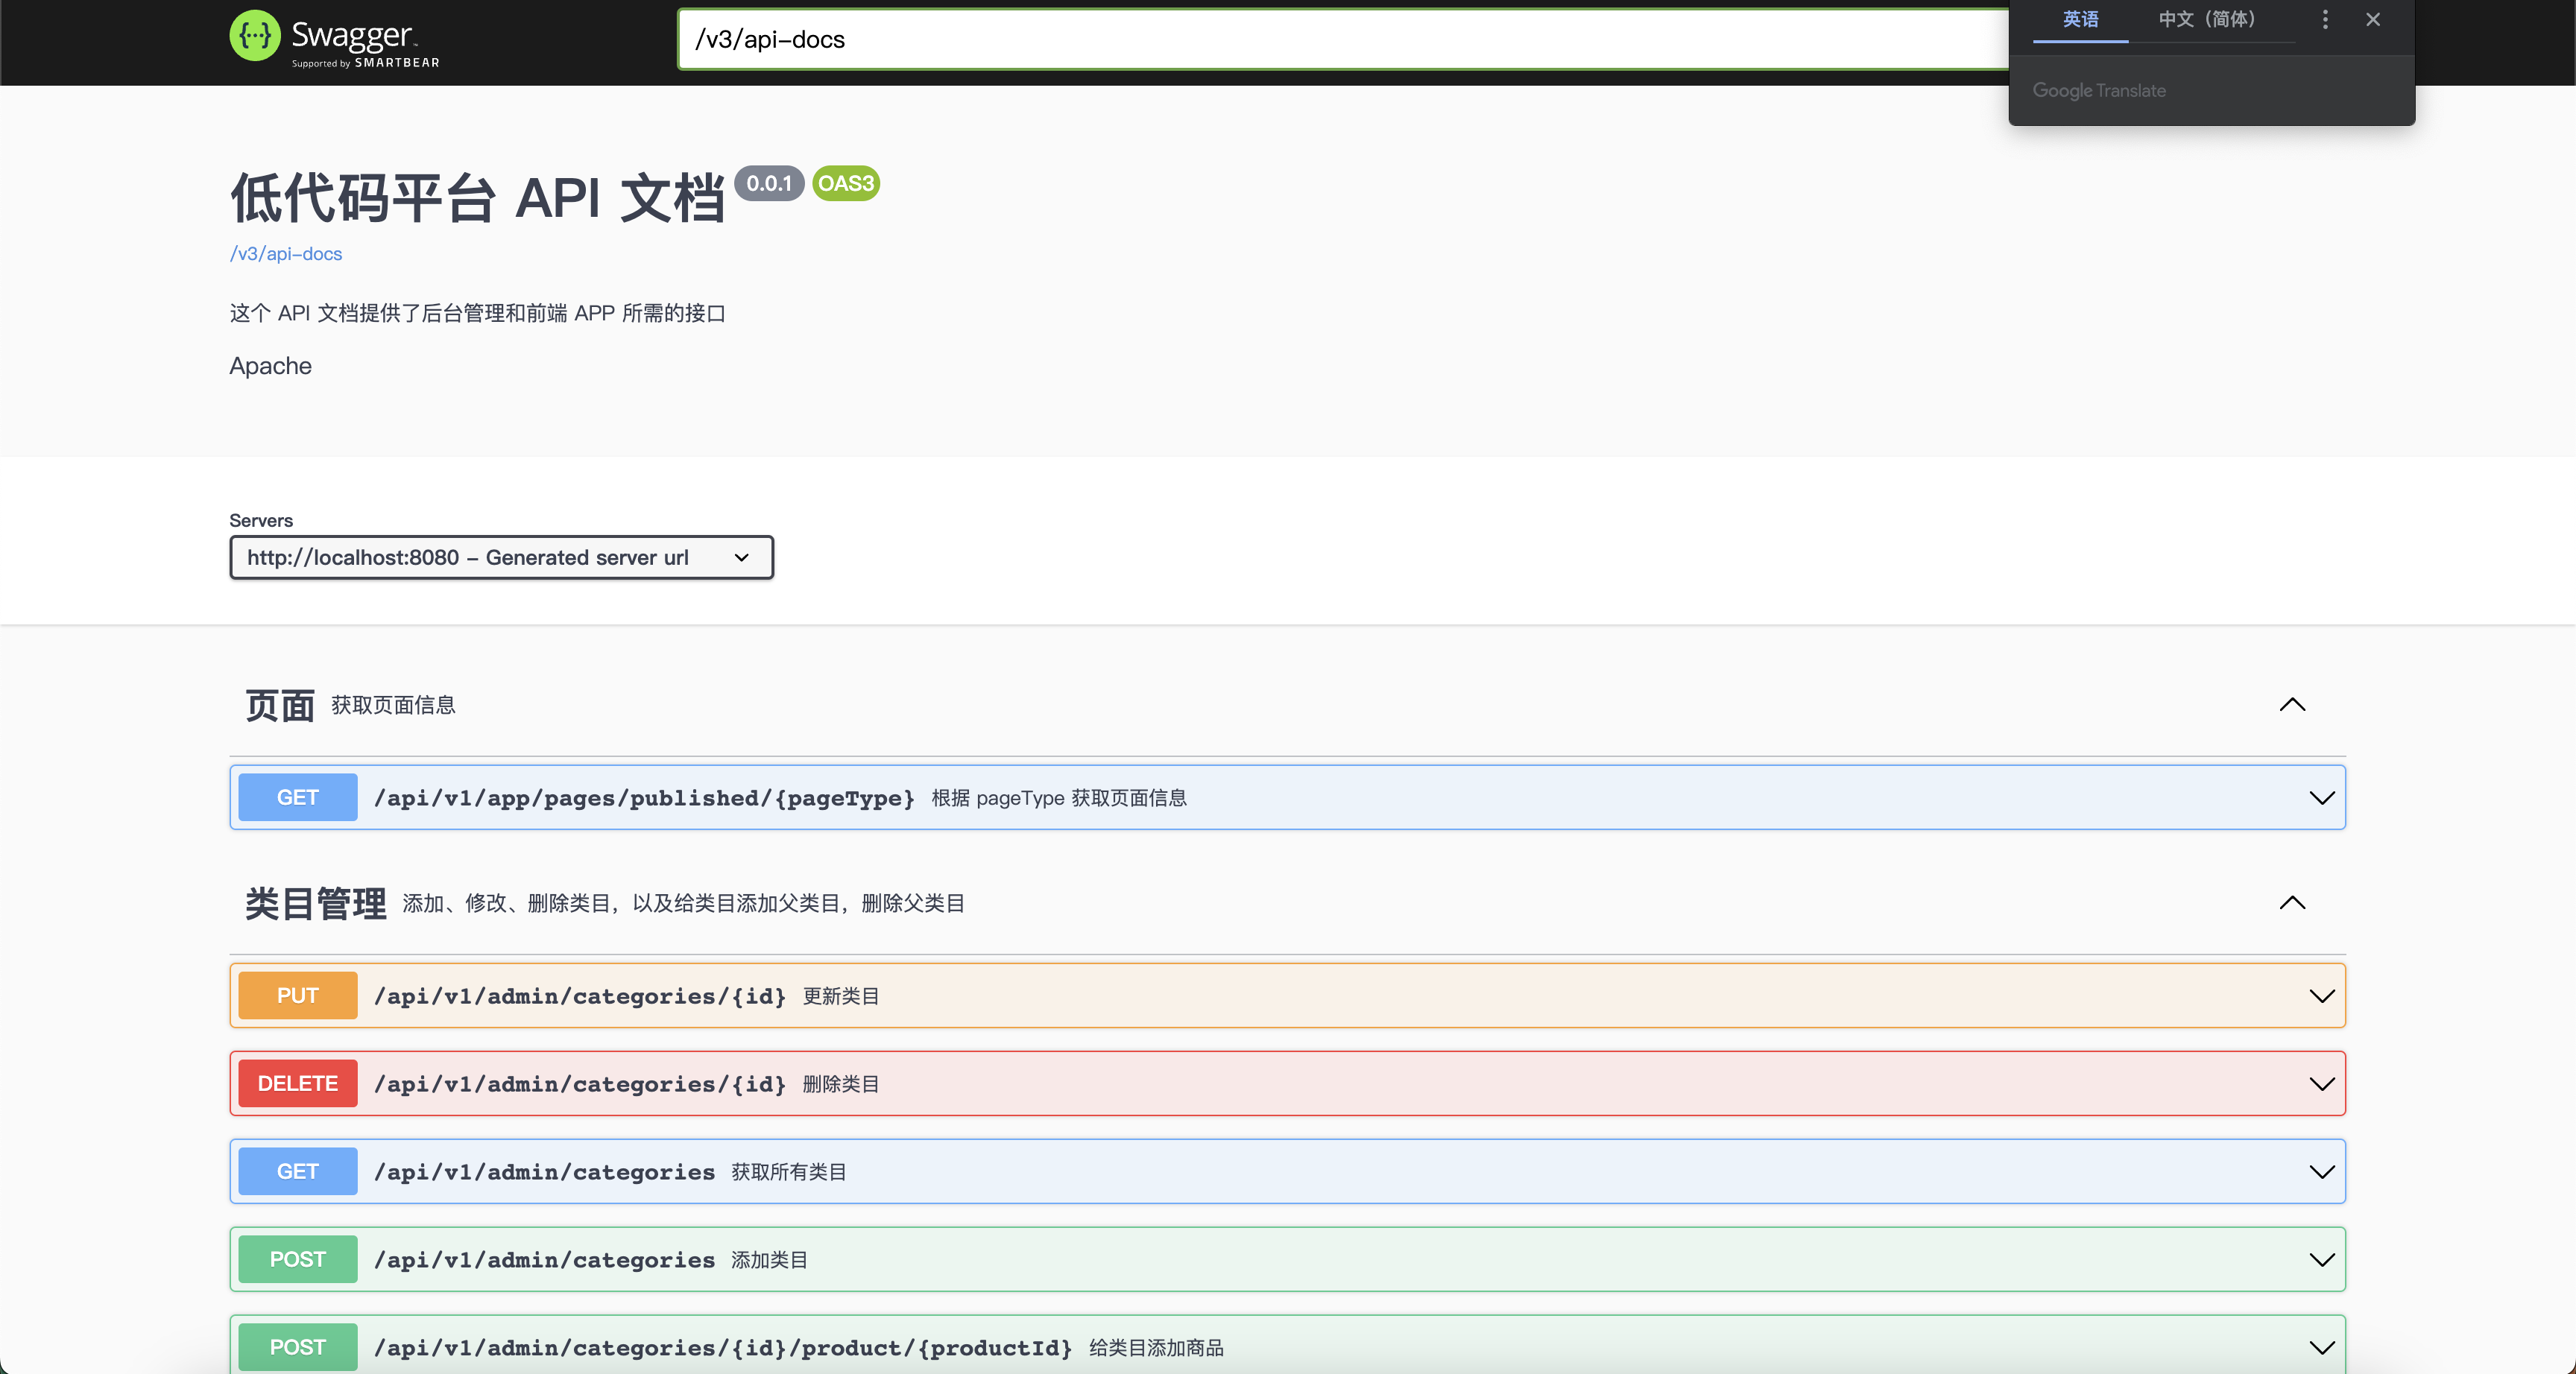 Swagger
Supported by SMARTBEAR
/v3/api-docs
英语
中文（简体）
Google Translate
低代码平台 API 文档 0.0.1 OAS3
/v3/api-docs
这个 API 文档提供了后台管理和前端 APP 所需的接口
Apache
Servers
http://localhost:8080 - Generated server url
页面 获取页面信息
GET /api/v1/app/pages/published/{pageType} 根据 pageType 获取页面信息
类目管理 添加、修改、删除类目，以及给类目添加父类目，删除父类目
PUT /api/v1/admin/categories/{id} 更新类目
DELETE /api/v1/admin/categories/{id} 删除类目
GET /api/v1/admin/categories 获取所有类目
POST /api/v1/admin/categories 添加类目
POST /api/v1/admin/categories/{id}/product/{productId} 给类目添加商品